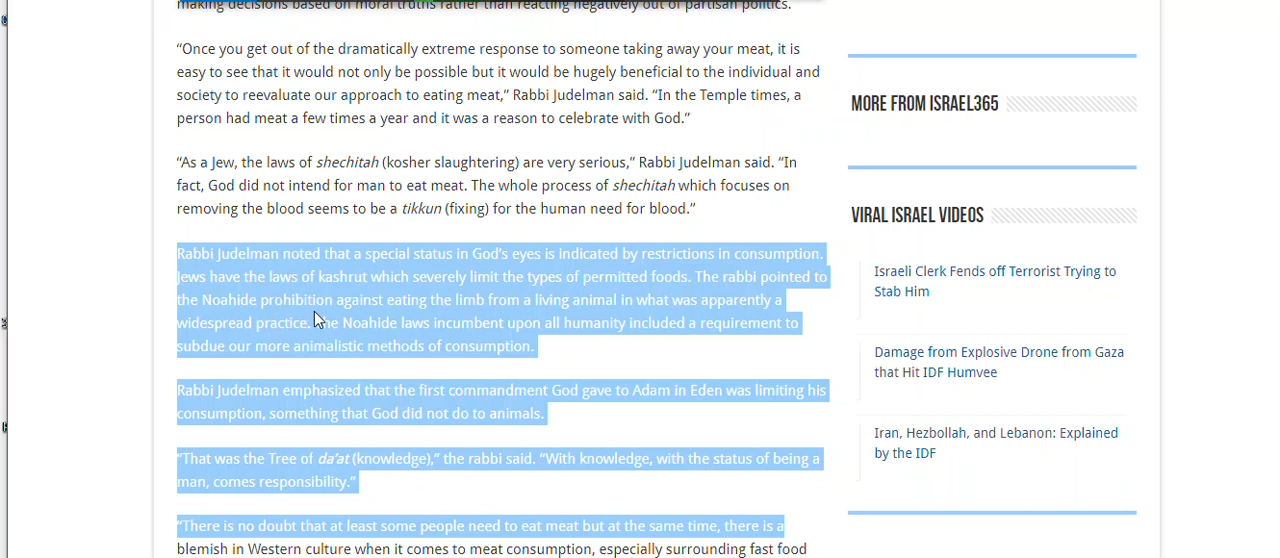 making decisions based on moral truths rather than reacting negatively out of partisan politics.
“Once you get out of the dramatically extreme response to someone taking away your meat, it is
easy to see that it would not only be possible but it would be hugely beneficial to the individual and
society to reevaluate our approach to eating meat,” Rabbi Judelman said. “In the Temple times, a
person had meat a few times a year and it was a reason to celebrate with God.”
“As a Jew, the laws of shechitah (kosher slaughtering) are very serious,” Rabbi Judelman said. “In
fact, God did not intend for man to eat meat. The whole process of shechitah which focuses on
removing the blood seems to be a tikkun (fixing) for the human need for blood.”
Rabbi Judelman noted that a special status in God’s eyes is indicated by restrictions in consumption.
Jews have the laws of kashrut which severely limit the types of permitted foods. The rabbi pointed to
the Noahide prohibition against eating the limb from a living animal in what was apparently a
widespread practice. The Noahide laws incumbent upon all humanity included a requirement to
subdue our more animalistic methods of consumption.
Rabbi Judelman emphasized that the first commandment God gave to Adam in Eden was limiting his
consumption, something that God did not do to animals.
“That was the Tree of da’at (knowledge),” the rabbi said. “With knowledge, with the status of being a
man, comes responsibility.”
“There is no doubt that at least some people need to eat meat but at the same time, there is a
blemish in Western culture when it comes to meat consumption, especially surrounding fast food
MORE FROM ISRAEL365
VIRAL ISRAEL VIDEOS
Israeli Clerk Fends off Terrorist Trying to
Stab Him
Damage from Explosive Drone from Gaza
that Hit IDF Humvee
Iran, Hezbollah, and Lebanon: Explained
by the IDF